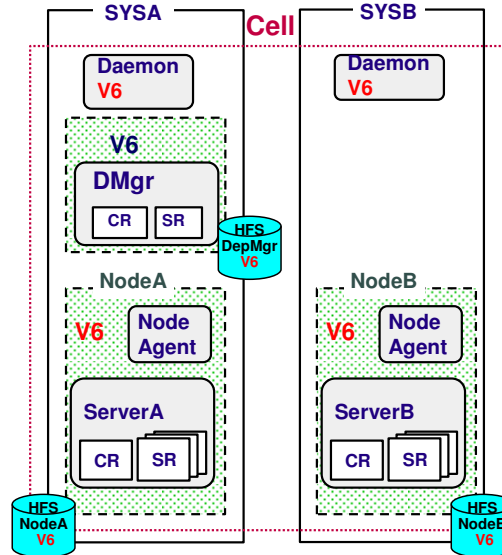 SYSA
SYSB
Cell
Daemon
V6
Daemon
V6
V6
DMgr
CR
SR
HFS
DepMgr
V6
NodeA
V6
Node
Agent
ServerA
CR
SR
HFS
NodeA
V6
NodeB
V6
Node
Agent
ServerB
CR
SR
HFS
NodeB
V6